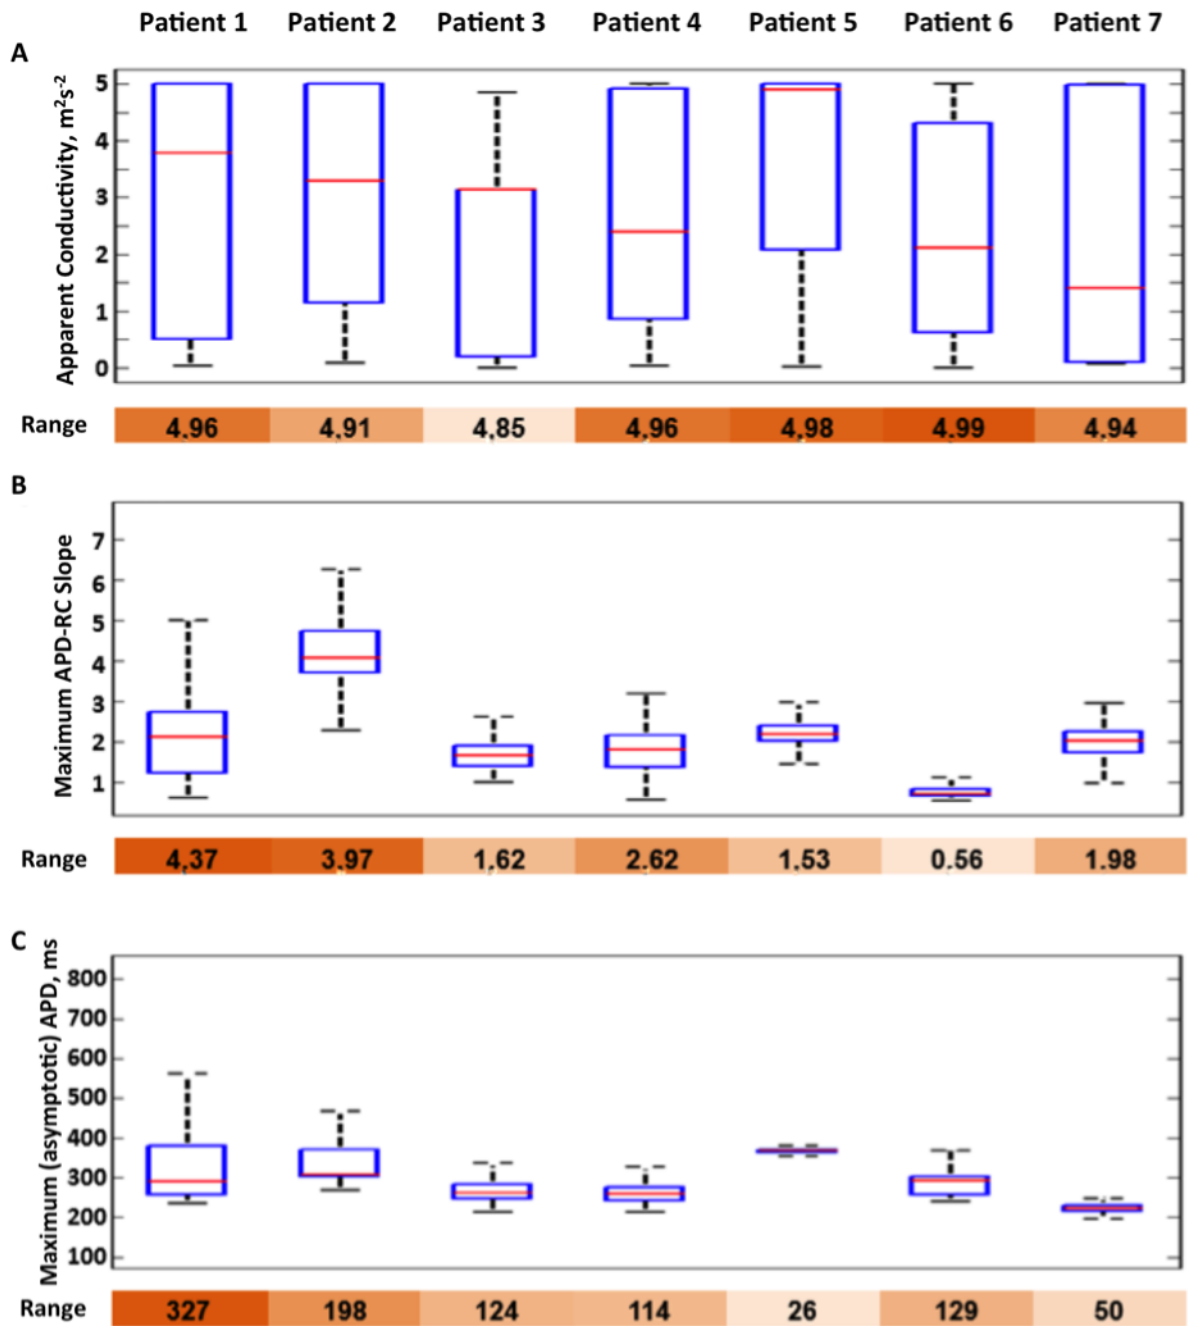 Patient 1 Patient 2 Patient 3 Patient 4 Patient 5 Patient 6 Patient 7
A
Apparent Conductivity, m²s⁻²
5
4
3
2
1
0
Range 4.96 4.91 4.85 4.96 4.98 4.99 4.94
B
Maximum APD-RC Slope
7
6
5
4
3
2
1
Range 4.37 3.97 1.62 2.62 1.53 0.56 1.98
C
Maximum (asymptotic) APD, ms
800
700
600
500
400
300
200
100
Range 327 198 124 114 26 129 50